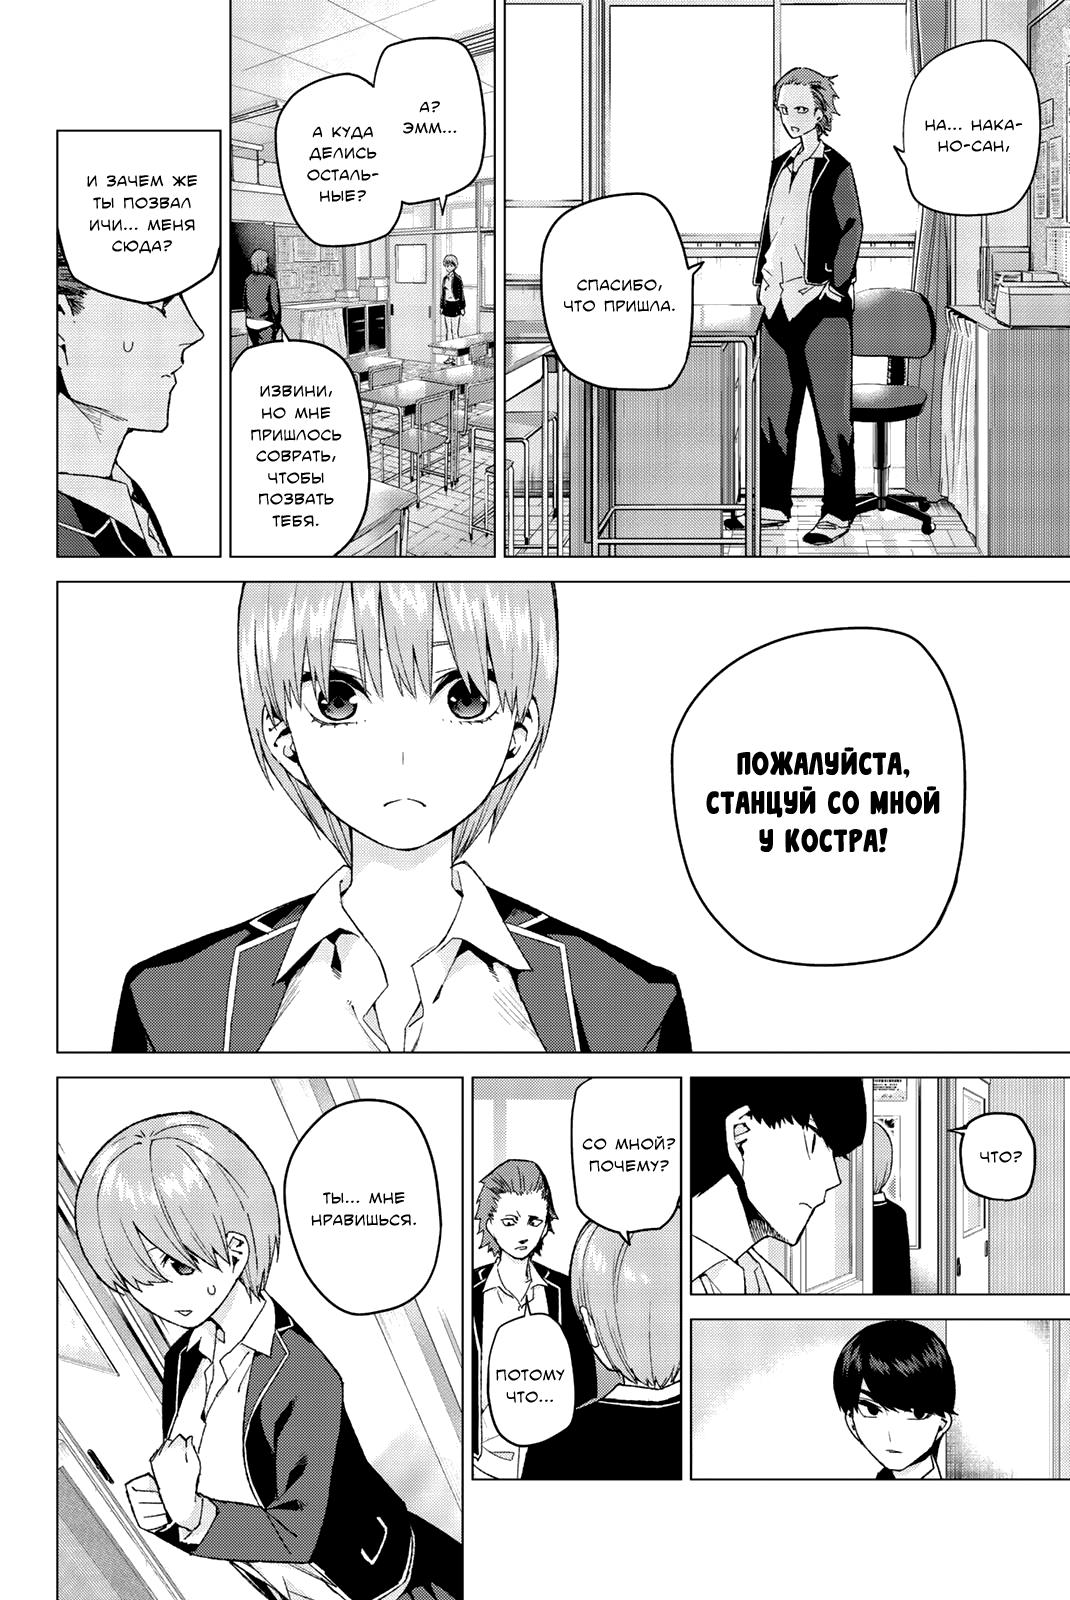 НА... НАКА-
НО-САН,
СПАСИБО,
ЧТО ПРИШЛА.
А?
ЭММ...
А КУДА
ДЕЛИСЬ
ОСТАЛЬ-
НЫЕ?
ИЗВИНИ,
НО МНЕ
ПРИШЛОСЬ
СОВРАТЬ,
ЧТОБЫ
ПОЗВАТЬ
ТЕБЯ.
И ЗАЧЕМ ЖЕ
ТЫ ПОЗВАЛ
ИЧИ... МЕНЯ
СЮДА?
ПОЖАЛУЙСТА,
СТАНЦУЙ СО МНОЙ
У КОСТРА!
ЧТО?
СО МНОЙ?
ПОЧЕМУ?
ПОТОМУ
ЧТО...
ТЫ... МНЕ
НРАВИШЬСЯ.